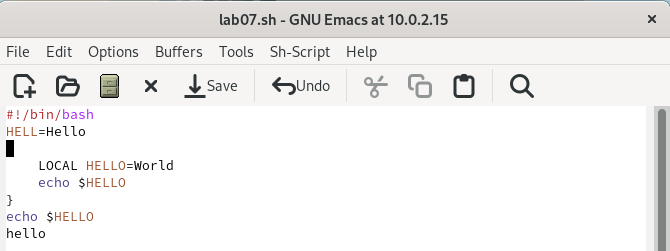 lab07.sh - GNU Emacs at 10.0.2.15
File Edit Options Buffers Tools Sh-Script Help
Save Undo
#!/bin/bash
HELL=Hello
LOCAL HELLO=World
echo $HELLO
}
echo $HELLO
hello